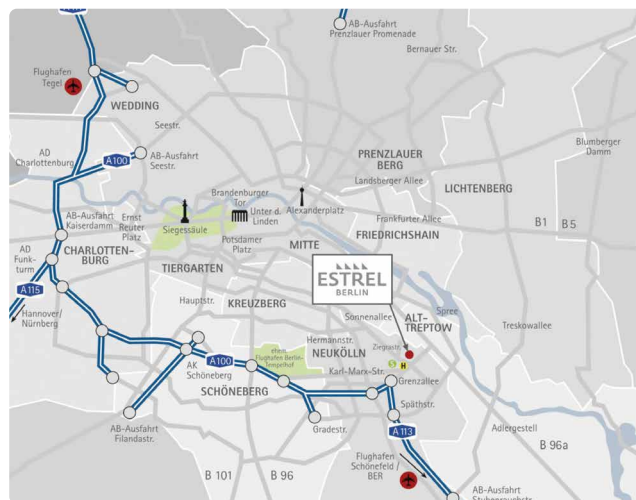 AB-Ausfahrt
Prenzlauer Promenade
Bernauer Str.
Flughafen
Tegel
WEDDING
Seestr.
AD
Charlottenburg
A100
AB-Ausfahrt
Seestr.
PRENZLAUER
BERG
Blumberger
Damm
Landsberger Allee
LICHTENBERG
Brandenburger
Tor
Unter d.
Linden
Alexanderplatz
AB-Ausfahrt
Kaiserdamm
Ernst
Reuter
Platz
Siegessäule
Frankfurter Allee
B1
B 5
FRIEDRICHSHAIN
Potsdamer
Platz
MITTE
AD
Funk-
turm
CHARLOTTEN-
BURG
TIERGARTEN
ESTREL
BERLIN
A115
Hauptstr.
KREUZBERG
Hannover/
Nürnberg
Sonnenallee
ALT-
TREPTOW
Spree
Treskowallee
Hermannstr.
NEUKÖLLN
Ziegrastr.
ehem.
Flughafen Berlin-
Tempelhof
A100
AK
Schöneberg
Karl-Marx-Str.
S
H
Grenzallee
SCHÖNEBERG
Späthstr.
AB-Ausfahrt
Filandastr.
Gradestr.
A113
Adlergestell
B 96a
Flughafen
Schönefeld /
BER
B 101
B 96
AB-Ausfahrt
Stubenrauchstr.